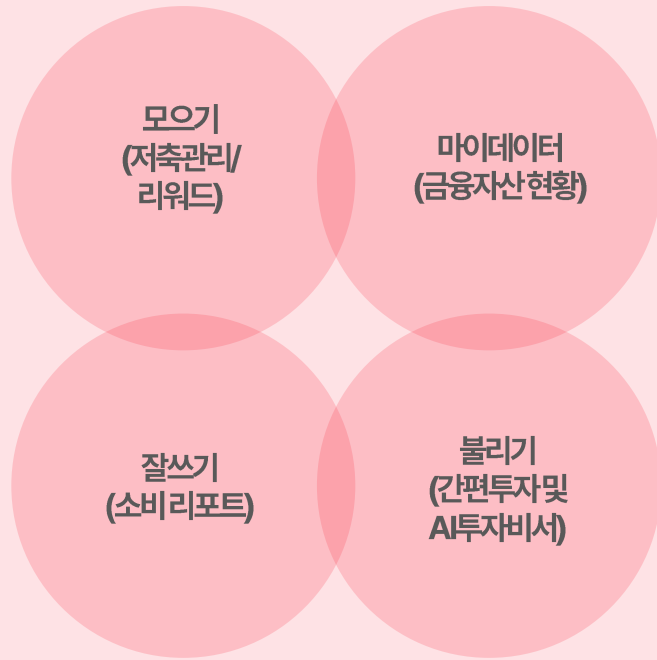 모으기
(저축관리/
리워드)
마이데이터
(금융자산 현황)
잘쓰기
(소비 리포트)
불리기
(간편투자 및
AI투자비서)